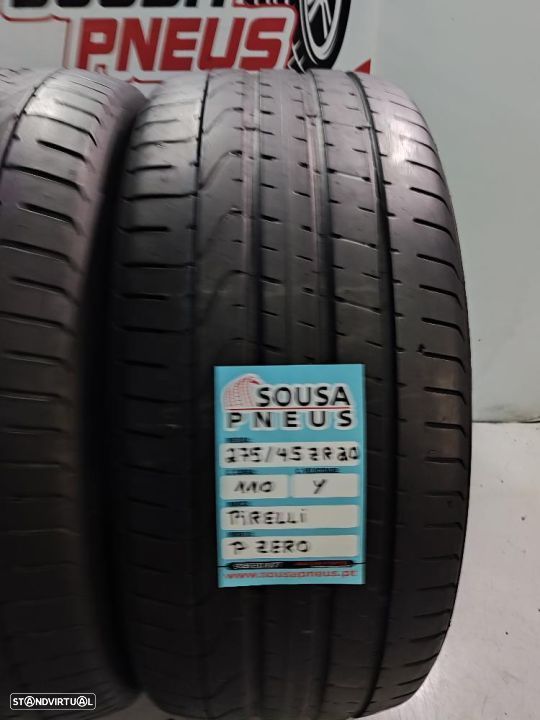 PNEUS
SOUSA
PNEUS
275/45ZR20
110 Y
PIRELLI
P ZERO
www.sousapneus.pt
STANDVIRTUAL